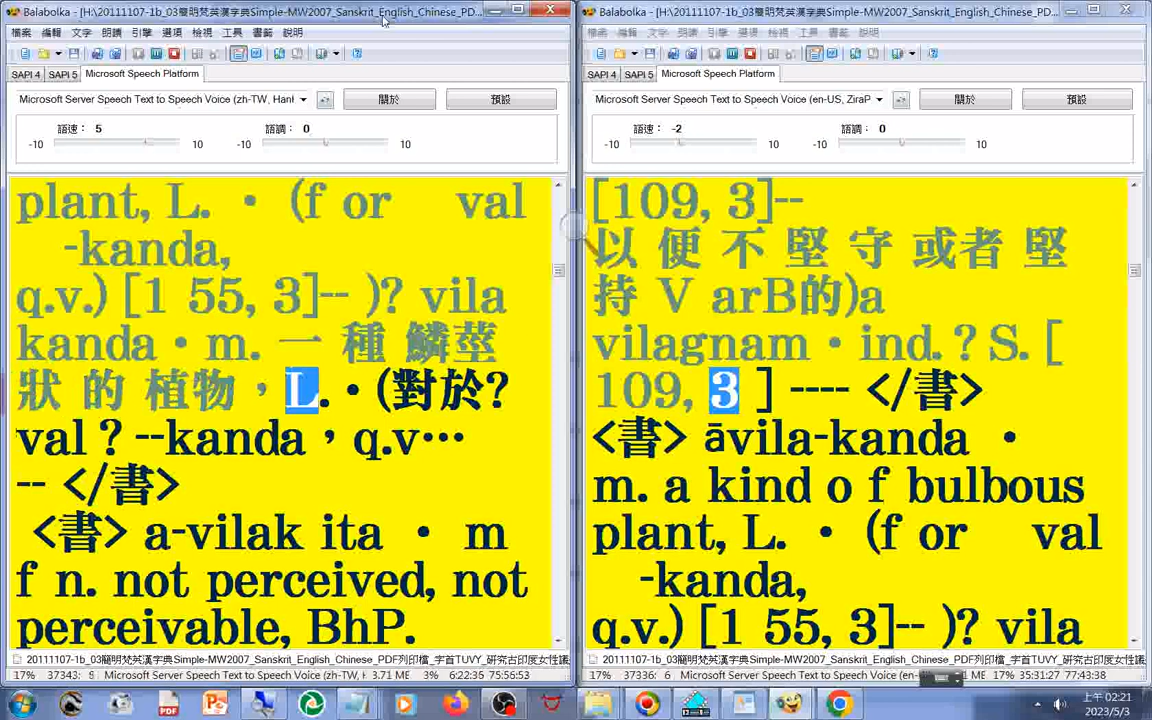 Balabolka - [H:\20111107-1b_03簡明梵英漢字典Simple-MW2007_Sanskrit_English_Chinese_PD...
檔案 編輯 文字 朗讀 引擎 選項 檢視 工具 書籤 說明
SAPI 4 SAPI 5 Microsoft Speech Platform
Microsoft Server Speech Text to Speech Voice (zh-TW, HanH
關於
預設
語速： 5 語調： 0
-10 10 -10 10
plant, L. • (f or val
-kanda,
q.v.) [1 55, 3]-- )? vila
kanda • m. 一 種 鱗莖
狀 的 植物，L. • (對於?
val ? --kanda，q.v…
-- </書>
<書> a-vilak ita • m
f n. not perceived, not
perceivable, BhP.
20111107-1b_03簡明梵英漢字典Simple-MW2007_Sanskrit_English_Chinese_PDF列印檔_字首TUVY_研究古印度女性議
17% 37343: Microsoft Server Speech Text to Speech Voice (zh-TW, 3.71 ME 3% 6:22:36 75:56:53
Balabolka - [H:\20111107-1b_03簡明梵英漢字典Simple-MW2007_Sanskrit_English_Chinese_PD...
檔案 編輯 文字 朗讀 引擎 選項 檢視 工具 書籤 說明
SAPI 4 SAPI 5 Microsoft Speech Platform
Microsoft Server Speech Text to Speech Voice (en-US, ZiraP
關於
預設
語速： -2 語調： 0
-10 10 -10 10
[109, 3]--
以 便 不 堅 守 或者 堅
持 V arB的)a
vilagnam • ind. ? S. [
109, 3 ] ---- </書>
<書> āvila-kanda •
m. a kind o f bulbous
plant, L. • (f or val
-kanda,
q.v.) [1 55, 3]-- )? vila
20111107-1b_03簡明梵英漢字典Simple-MW2007_Sanskrit_English_Chinese_PDF列印檔_字首TUVY_研究古印度女性議
17% 37336: Microsoft Server Speech Text to Speech Voice (en-US, 17% 35:31:27 77:43:38
上午 02:21
2023/5/3